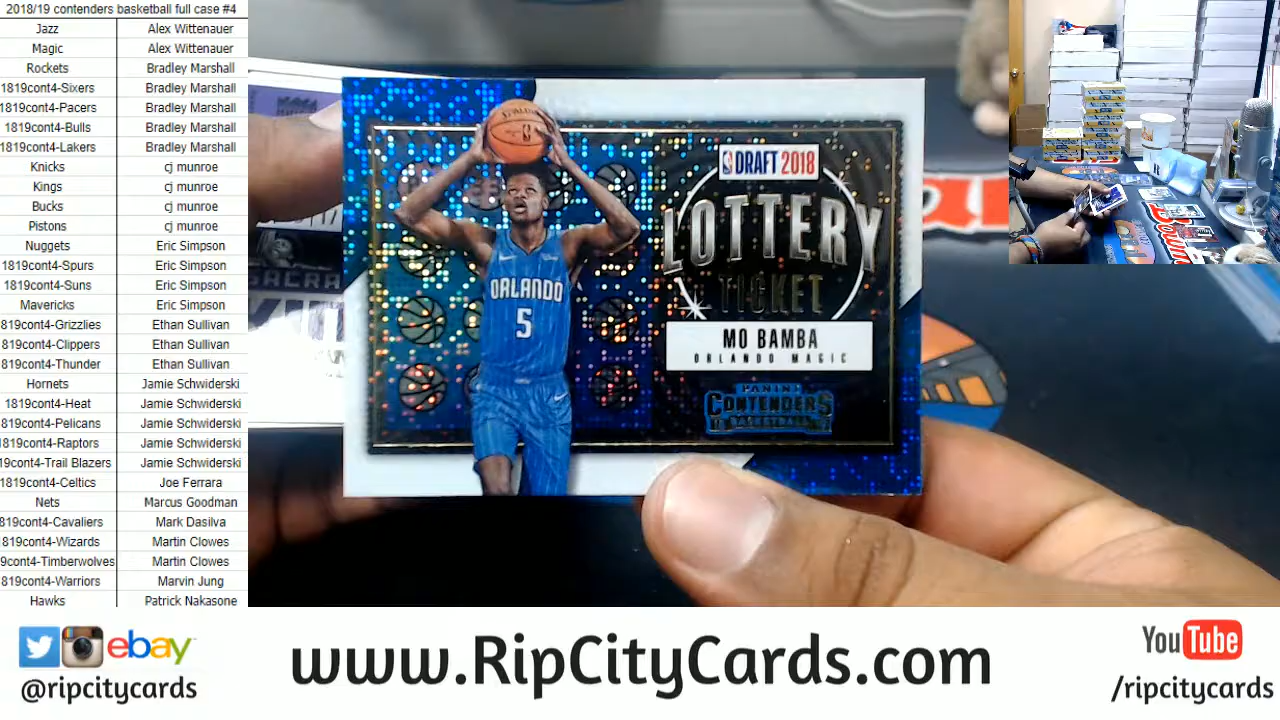 2018/19 contenders basketball full case #4
Jazz Alex Wittenauer
Magic Alex Wittenauer
Rockets Bradley Marshall
1819cont4-Sixers Bradley Marshall
1819cont4-Pacers Bradley Marshall
1819cont4-Bulls Bradley Marshall
1819cont4-Lakers Bradley Marshall
Knicks cj munroe
Kings cj munroe
Bucks cj munroe
Pistons cj munroe
Nuggets Eric Simpson
1819cont4-Spurs Eric Simpson
1819cont4-Suns Eric Simpson
Mavericks Eric Simpson
819cont4-Grizzlies Ethan Sullivan
819cont4-Clippers Ethan Sullivan
819cont4-Thunder Ethan Sullivan
Hornets Jamie Schwiderski
1819cont4-Heat Jamie Schwiderski
819cont4-Pelicans Jamie Schwiderski
819cont4-Raptors Jamie Schwiderski
19cont4-Trail Blazers Jamie Schwiderski
1819cont4-Celtics Joe Ferrara
Nets Marcus Goodman
819cont4-Cavaliers Mark Dasilva
819cont4-Wizards Martin Clowes
9cont4-Timberwolves Martin Clowes
819cont4-Warriors Marvin Jung
Hawks Patrick Nakasone
SPALDING
NBA DRAFT 2018
LOTTERY
TICKET
MO BAMBA
ORLANDO MAGIC
PANINI
CONTENDERS
BASKETBALL
ORLANDO
5
ebay
@ripcitycards
www.RipCityCards.com
YouTube
/ripcitycards